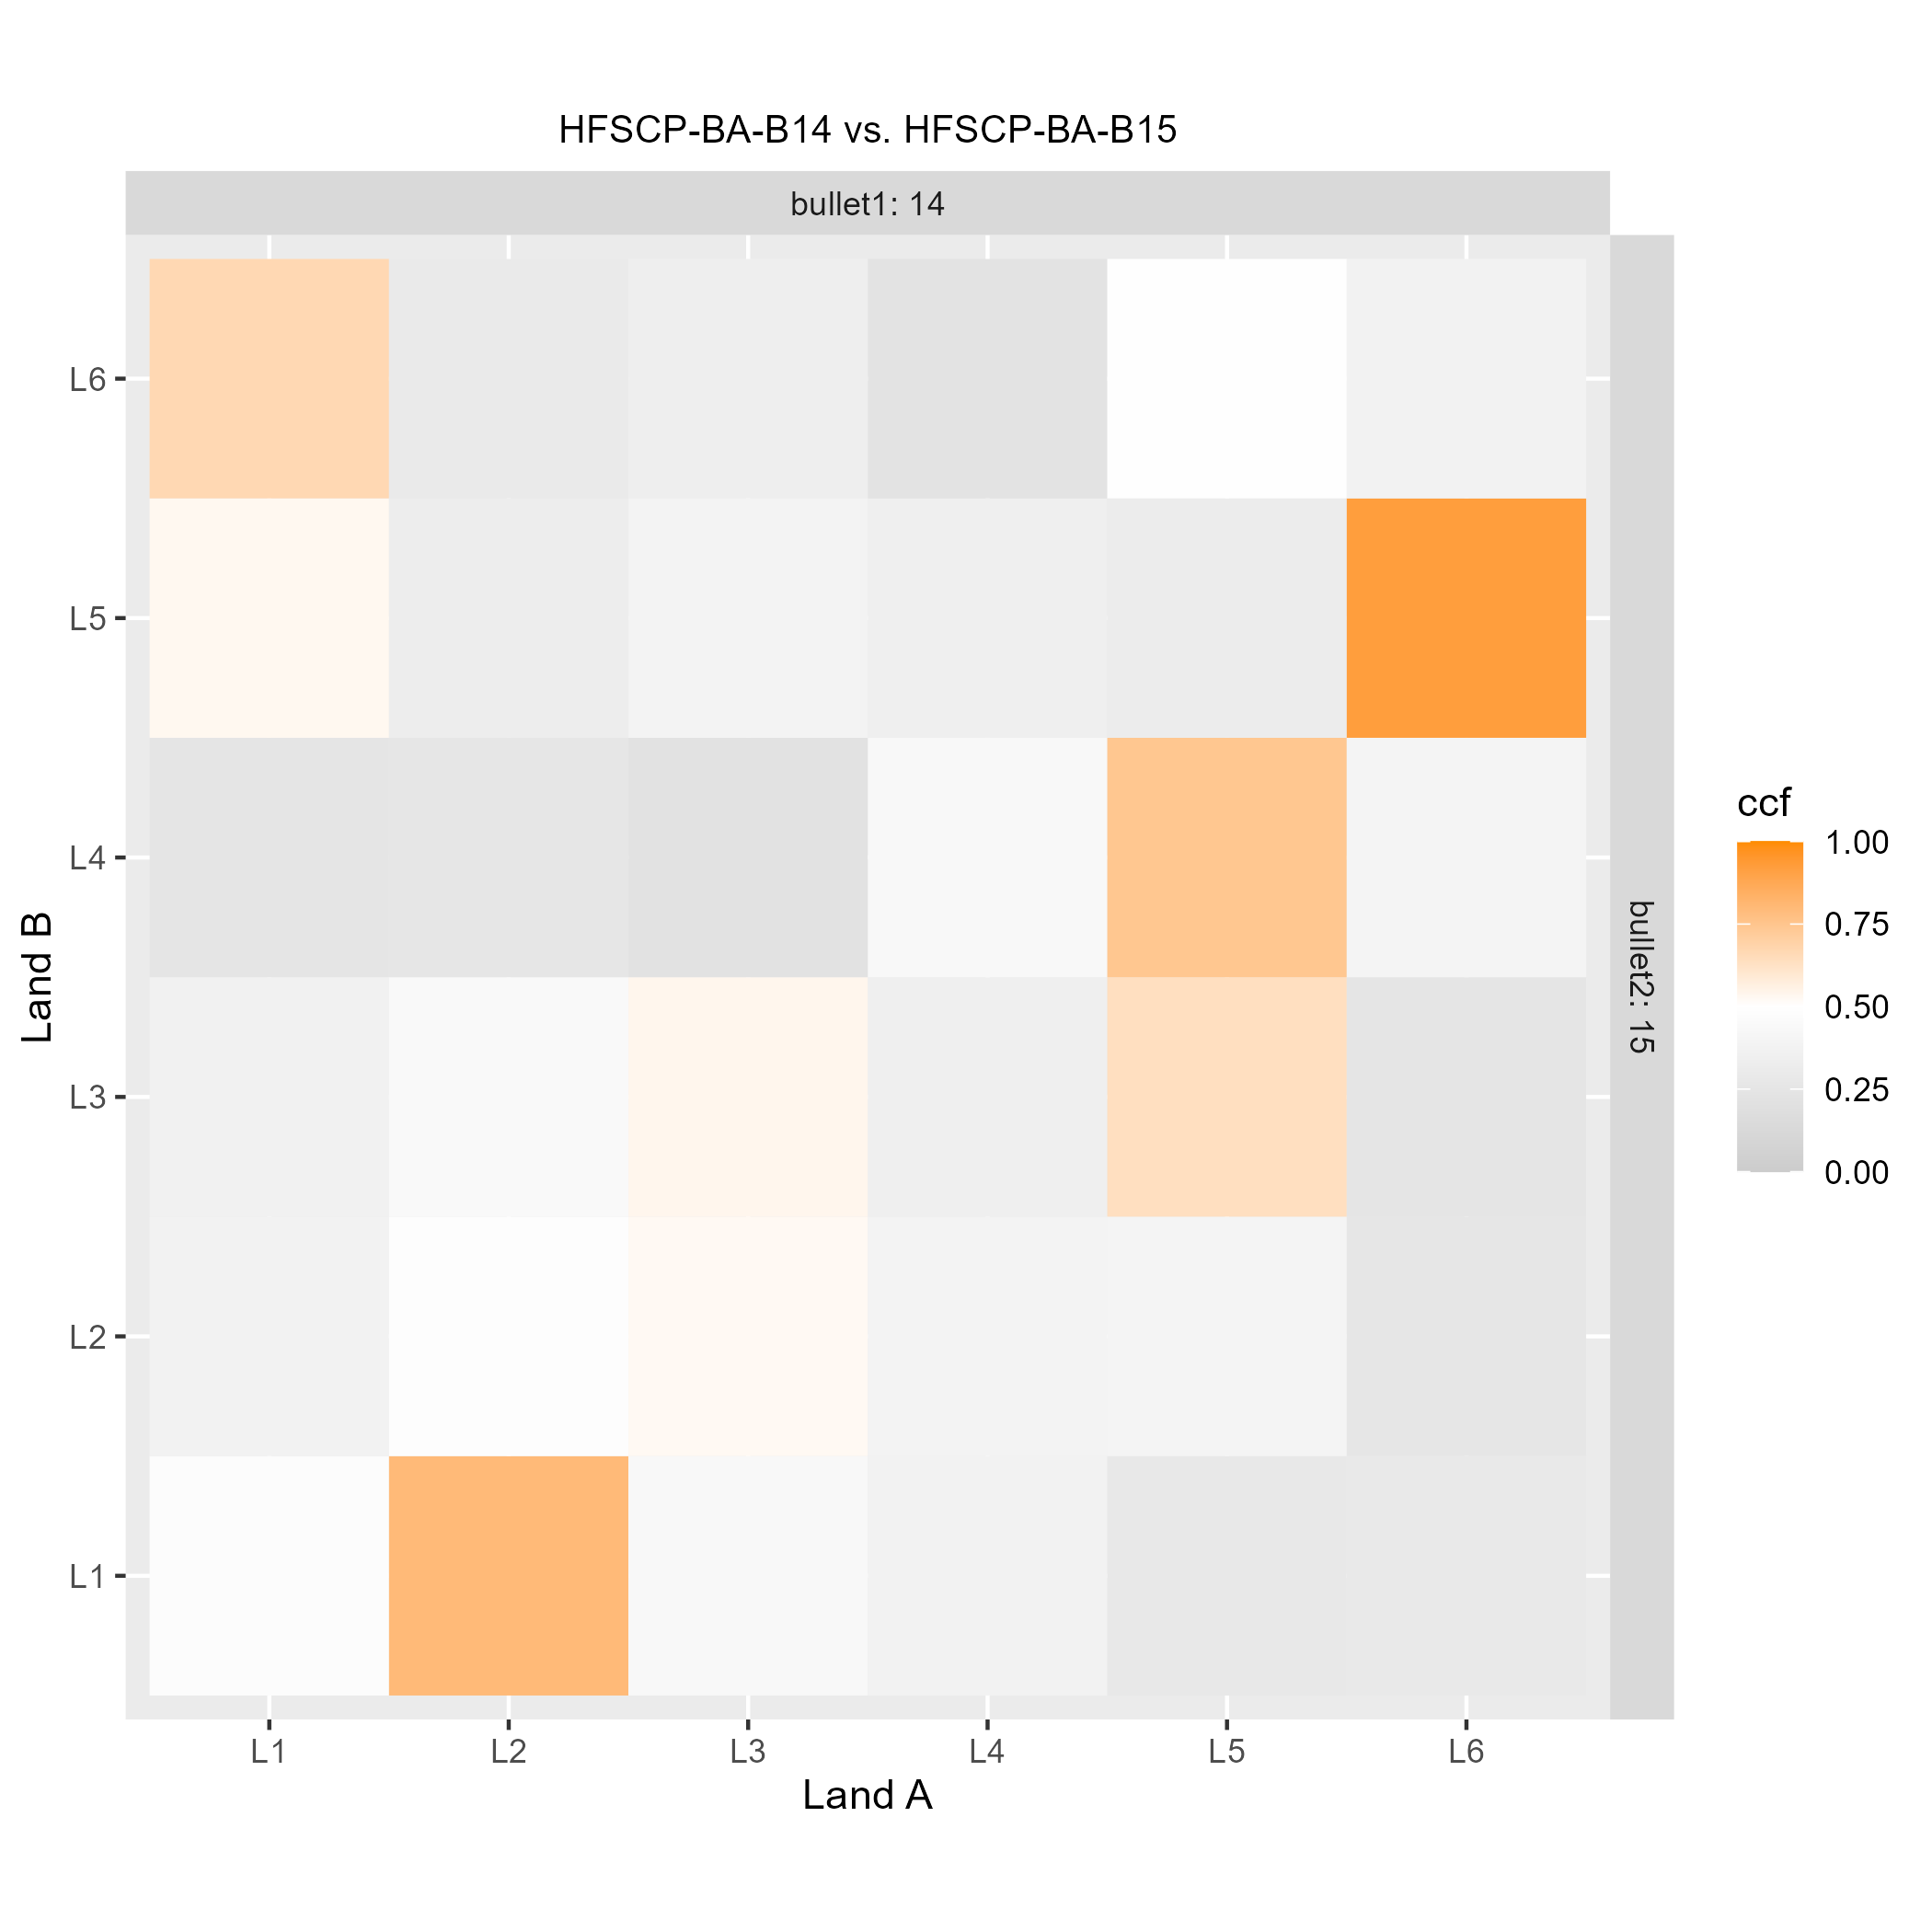 HFSCP-BA-B14 vs. HFSCP-BA-B15
bullet1: 14
L6
L5
L4
L3
L2
L1
Land B
L1
L2
L3
L4
L5
L6
Land A
bullet2: 15
ccf
1.00
0.75
0.50
0.25
0.00